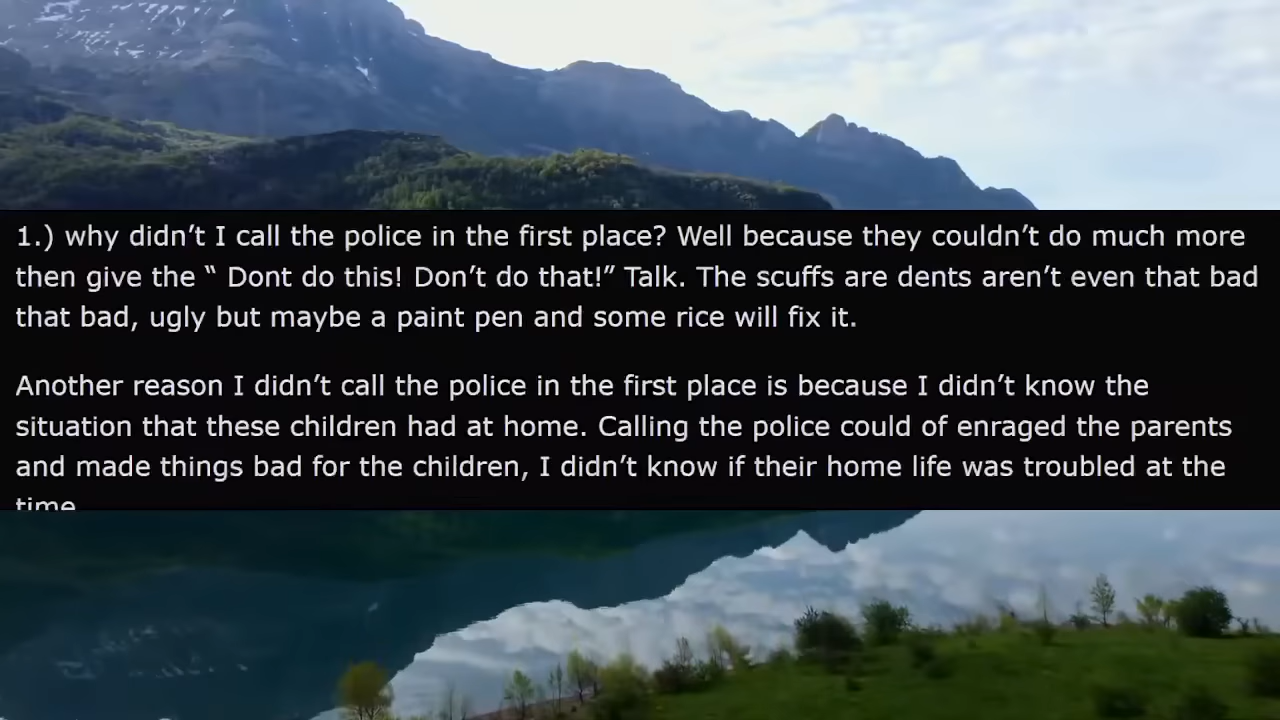 1.) why didn’t I call the police in the first place? Well because they couldn’t do much more
then give the “ Dont do this! Don’t do that!” Talk. The scuffs are dents aren’t even that bad
that bad, ugly but maybe a paint pen and some rice will fix it.
Another reason I didn’t call the police in the first place is because I didn’t know the
situation that these children had at home. Calling the police could of enraged the parents
and made things bad for the children, I didn’t know if their home life was troubled at the
time